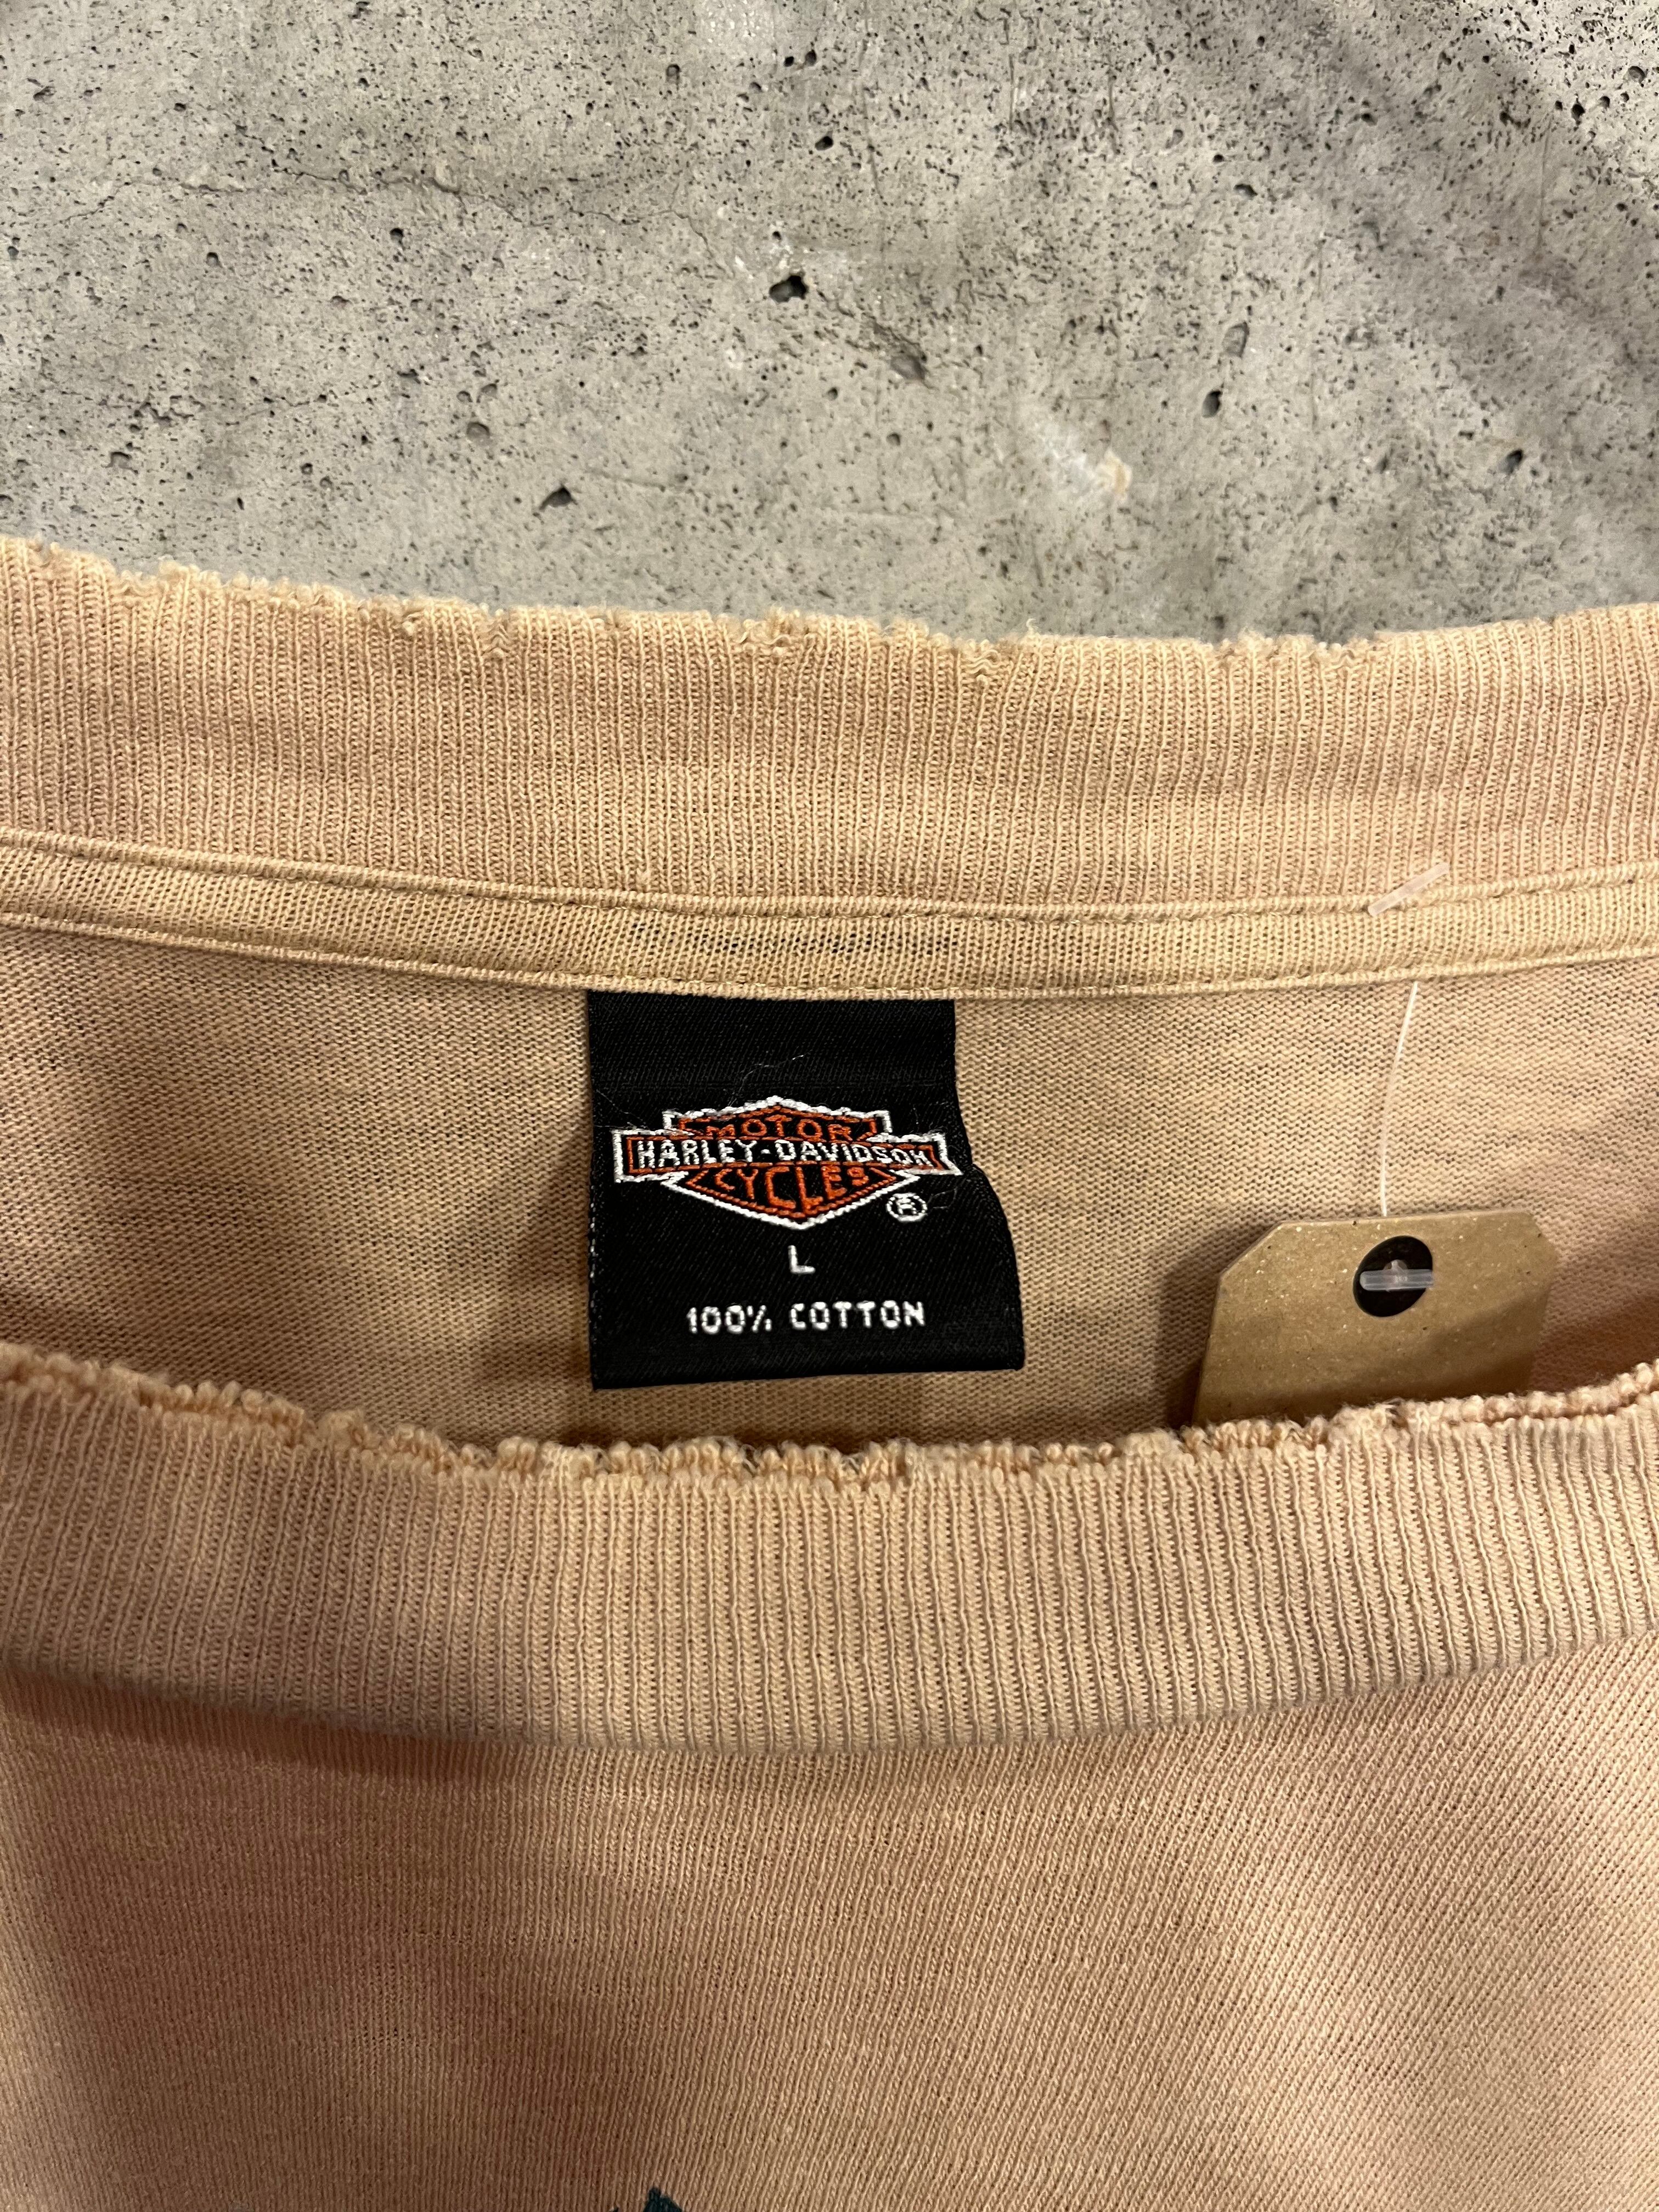 MOTOR
HARLEY-DAVIDSON
CYCLES
®
L
100% COTTON